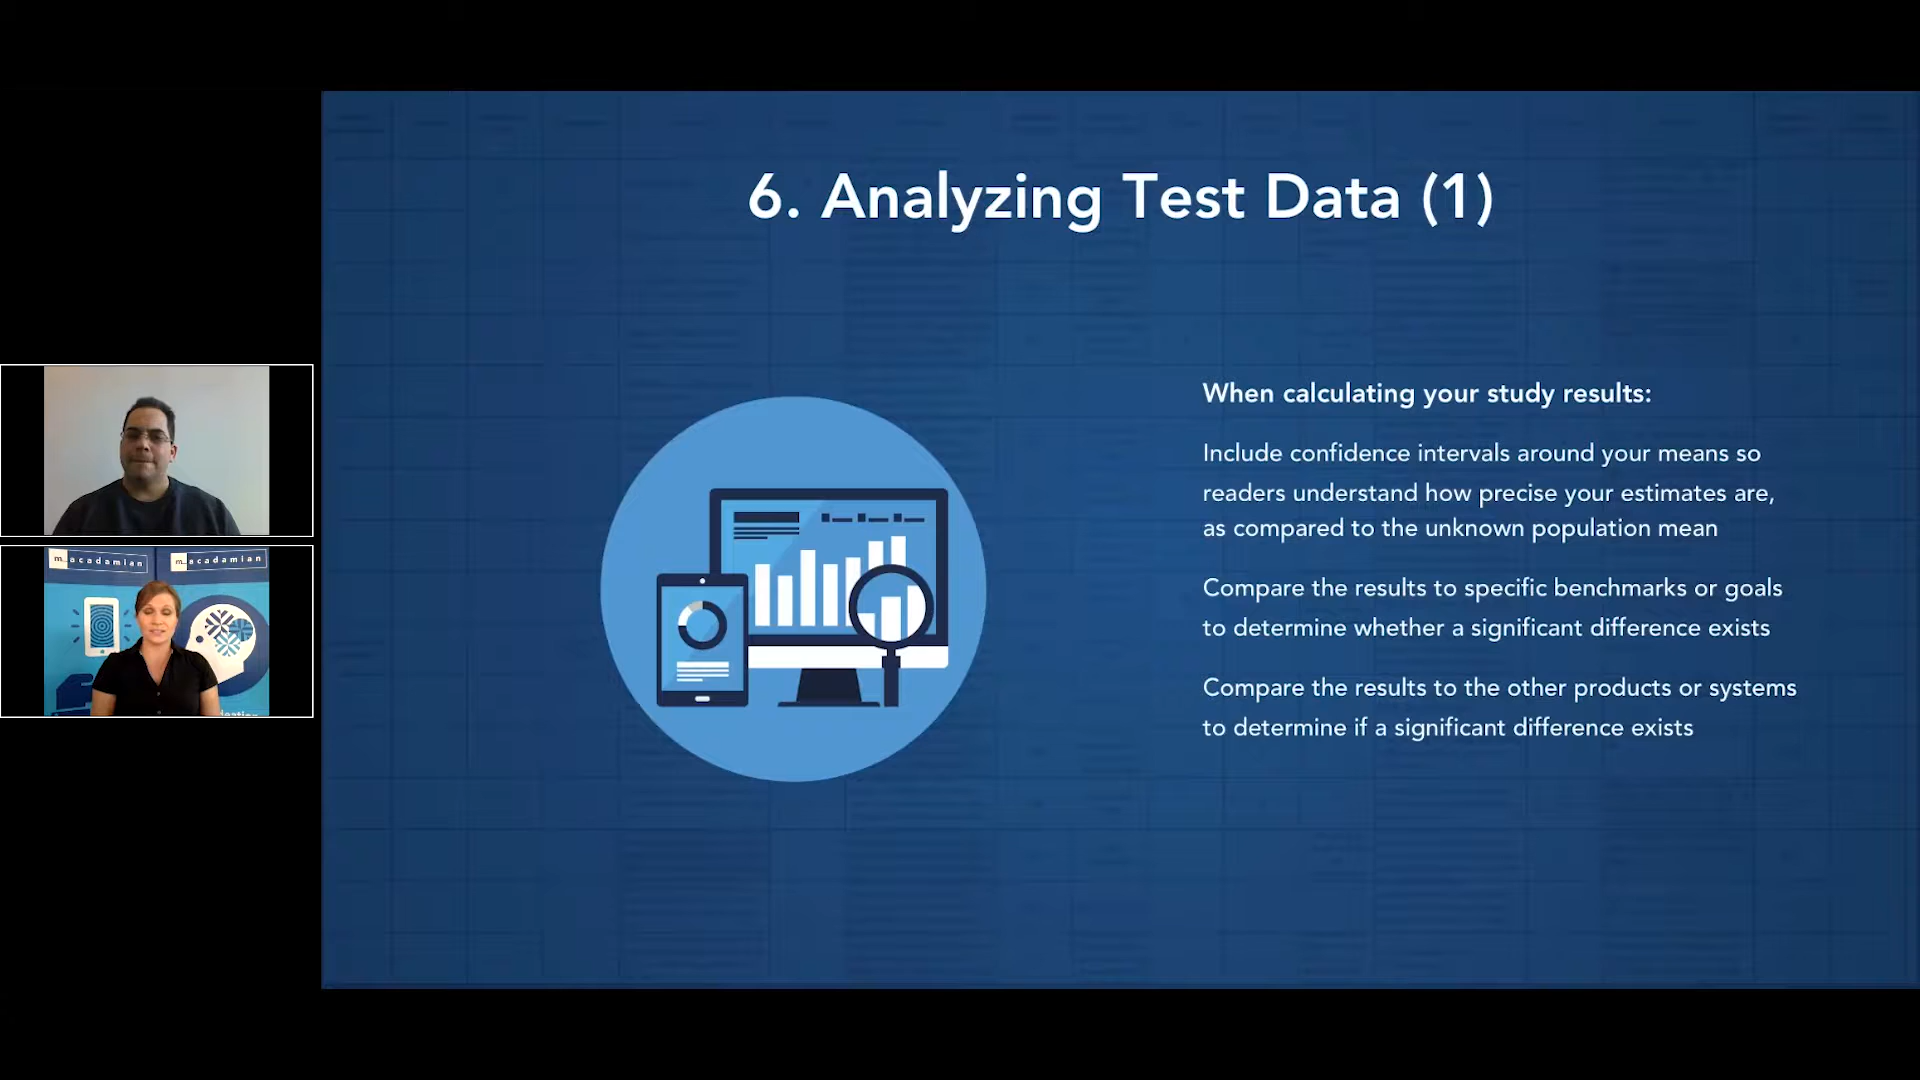 6. Analyzing Test Data (1)
When calculating your study results:
Include confidence intervals around your means so
readers understand how precise your estimates are,
as compared to the unknown population mean
Compare the results to specific benchmarks or goals
to determine whether a significant difference exists
Compare the results to the other products or systems
to determine if a significant difference exists
macadamian
macadamian